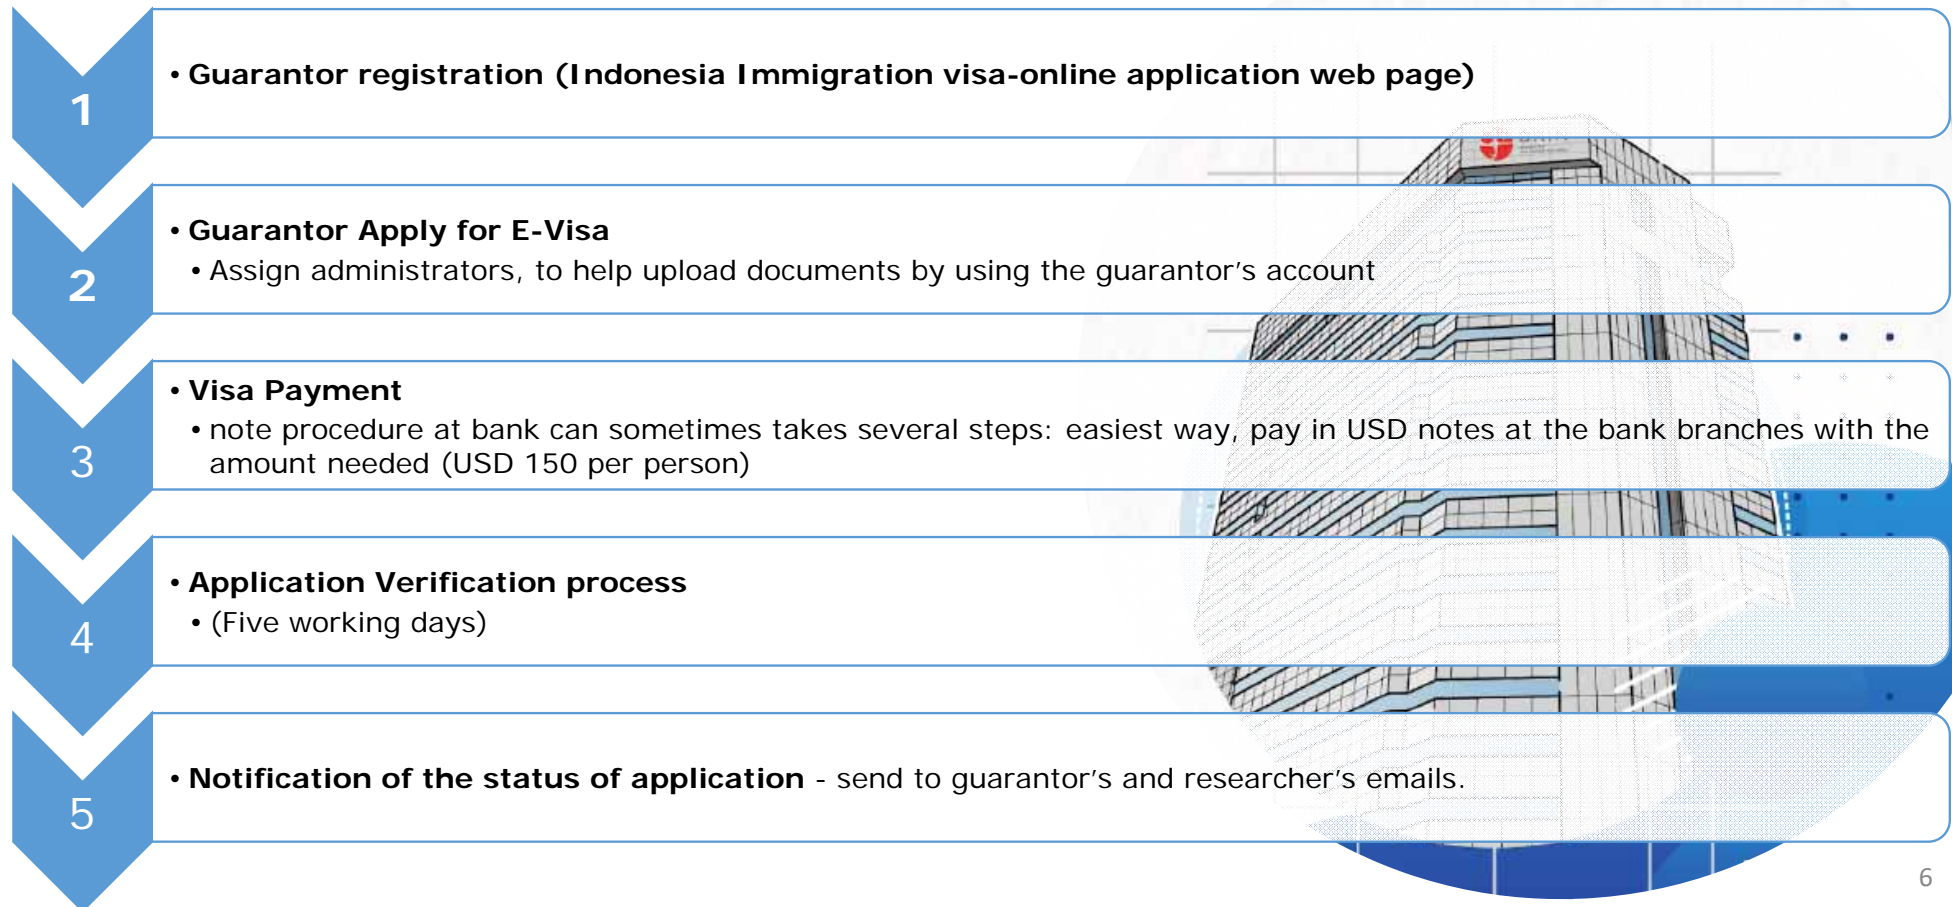 1
• Guarantor registration (Indonesia Immigration visa-online application web page)
2
• Guarantor Apply for E-Visa
• Assign administrators, to help upload documents by using the guarantor's account
3
• Visa Payment
• note procedure at bank can sometimes takes several steps: easiest way, pay in USD notes at the bank branches with the
amount needed (USD 150 per person)
4
• Application Verification process
• (Five working days)
5
• Notification of the status of application - send to guarantor's and researcher's emails.
6